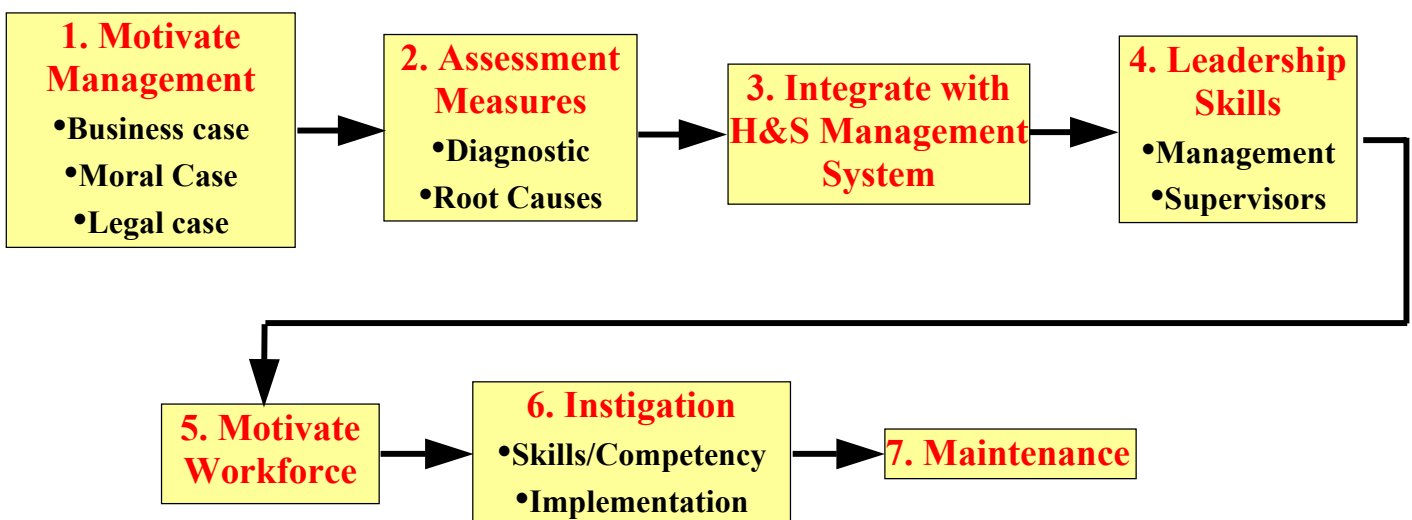 1. Motivate
Management
•Business case
•Moral Case
•Legal case
2. Assessment
Measures
•Diagnostic
•Root Causes
3. Integrate with
H&S Management
System
4. Leadership
Skills
•Management
•Supervisors
5. Motivate
Workforce
6. Instigation
•Skills/Competency
•Implementation
7. Maintenance